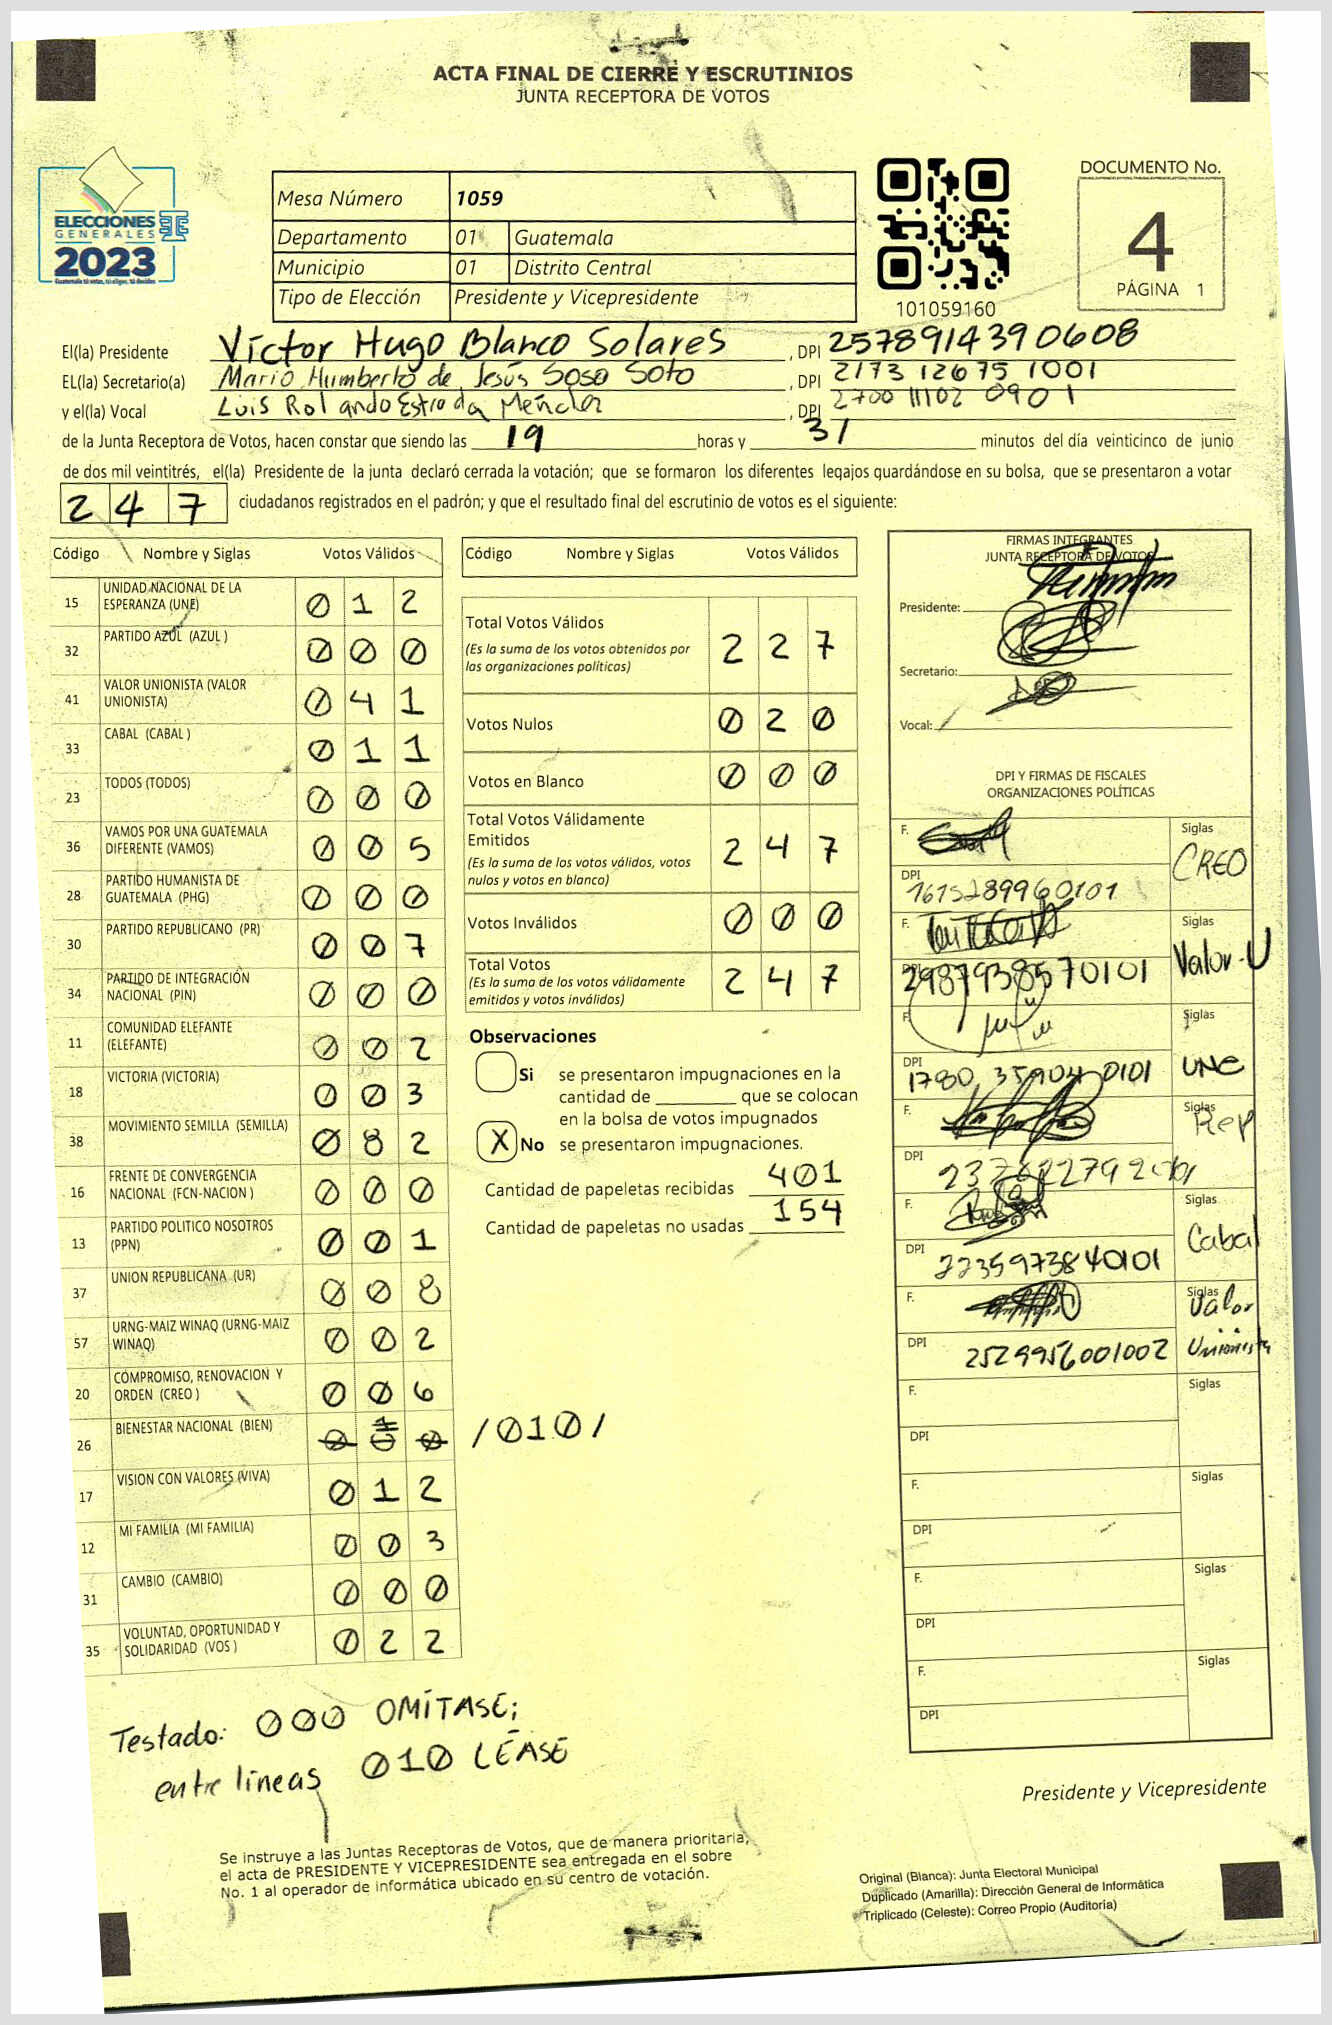 ACTA FINAL DE CIERRE Y ESCRUTINIOS
JUNTA RECEPTORA DE VOTOS
ELECCIONES
GENERALES
2023
Guatemala tú votas, tú eliges, tú decides
Mesa Número 1059
Departamento 01 Guatemala
Municipio 01 Distrito Central
Tipo de Elección Presidente y Vicepresidente
101059160
DOCUMENTO No.
4
PÁGINA 1
El(la) Presidente Víctor Hugo Blanco Solares, DPI 2578914390608
EL(la) Secretario(a) Mario Humberto de Jesús Soso Soto, DPI 2173 12675 1001
y el(la) Vocal Luis Rolando Estrada Méndez, DPI 2700 11102 0901
de la Junta Receptora de Votos, hacen constar que siendo las 19 horas y 31 minutos del día veinticinco de junio
de dos mil veintitrés, el(la) Presidente de la junta declaró cerrada la votación; que se formaron los diferentes legajos guardándose en su bolsa, que se presentaron a votar
247 ciudadanos registrados en el padrón; y que el resultado final del escrutinio de votos es el siguiente:
Código Nombre y Siglas Votos Válidos
15 UNIDAD NACIONAL DE LA ESPERANZA (UNE) 0 1 2
32 PARTIDO AZUL (AZUL ) 0 0 0
41 VALOR UNIONISTA (VALOR UNIONISTA) 0 4 1
33 CABAL (CABAL ) 0 1 1
23 TODOS (TODOS) 0 0 0
36 VAMOS POR UNA GUATEMALA DIFERENTE (VAMOS) 0 0 5
28 PARTIDO HUMANISTA DE GUATEMALA (PHG) 0 0 0
30 PARTIDO REPUBLICANO (PR) 0 0 7
34 PARTIDO DE INTEGRACIÓN NACIONAL (PIN) 0 0 0
11 COMUNIDAD ELEFANTE (ELEFANTE) 0 0 2
18 VICTORIA (VICTORIA) 0 0 3
38 MOVIMIENTO SEMILLA (SEMILLA) 0 8 2
16 FRENTE DE CONVERGENCIA NACIONAL (FCN-NACION ) 0 0 0
13 PARTIDO POLITICO NOSOTROS (PPN) 0 0 1
37 UNION REPUBLICANA (UR) 0 0 8
57 URNG-MAIZ WINAQ (URNG-MAIZ WINAQ) 0 0 2
20 COMPROMISO, RENOVACION Y ORDEN (CREO ) 0 0 6
26 BIENESTAR NACIONAL (BIEN) /010/
17 VISION CON VALORES (VIVA) 0 1 2
12 MI FAMILIA (MI FAMILIA) 0 0 3
31 CAMBIO (CAMBIO) 0 0 0
35 VOLUNTAD, OPORTUNIDAD Y SOLIDARIDAD (VOS ) 0 2 2
Testado: 000 OMÍTASE;
entre líneas 010 LÉASE
Código Nombre y Siglas Votos Válidos
Total Votos Válidos 2 2 7
(Es la suma de los votos obtenidos por
las organizaciones políticas)
Votos Nulos 0 2 0
Votos en Blanco 0 0 0
Total Votos Válidamente
Emitidos 2 4 7
(Es la suma de los votos válidos, votos
nulos y votos en blanco)
Votos Inválidos 0 0 0
Total Votos 2 4 7
(Es la suma de los votos válidamente
emitidos y votos inválidos)
Observaciones
Si se presentaron impugnaciones en la
cantidad de ______ que se colocan
en la bolsa de votos impugnados
X No se presentaron impugnaciones.
Cantidad de papeletas recibidas 401
Cantidad de papeletas no usadas 154
FIRMAS INTEGRANTES
JUNTA RECEPTORA DE VOTOS
Presidente:
Secretario:
Vocal:
DPI Y FIRMAS DE FISCALES
ORGANIZACIONES POLÍTICAS
F. Siglas CREO
DPI 1615289960101
F. Siglas Valor-U
DPI 2987938570101
F. Siglas UNE
DPI 1780 35904 0101
F. Siglas Rep
DPI
F. Siglas Cabal
DPI 2235973840101
F. Siglas Valor Unionista
DPI 2529956001002
F. Siglas
DPI
F. Siglas
DPI
F. Siglas
DPI
F. Siglas
DPI
Presidente y Vicepresidente
Se instruye a las Juntas Receptoras de Votos, que de manera prioritaria,
el acta de PRESIDENTE Y VICEPRESIDENTE sea entregada en el sobre
No. 1 al operador de informática ubicado en su centro de votación.
Original (Blanca): Junta Electoral Municipal
Duplicado (Amarilla): Dirección General de Informática
Triplicado (Celeste): Correo Propio (Auditoría)